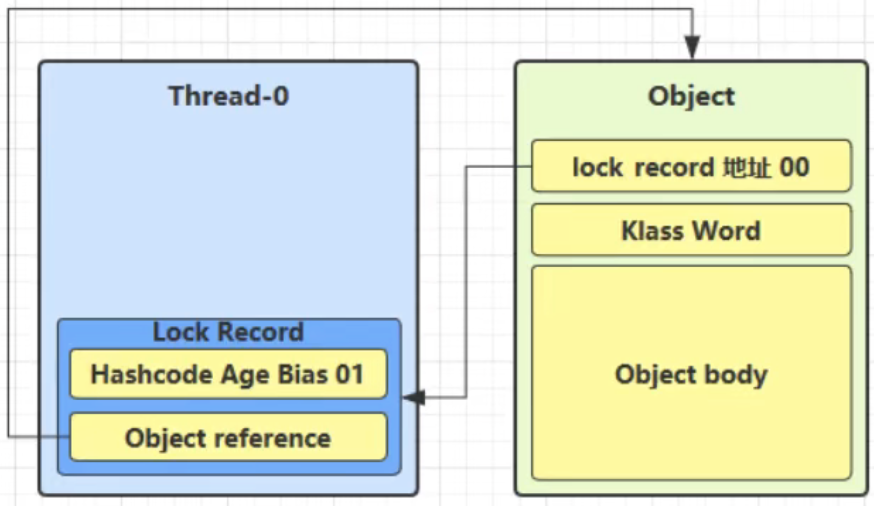 Thread-0
Lock Record
Hashcode Age Bias 01
Object reference
Object
lock record 地址 00
Klass Word
Object body